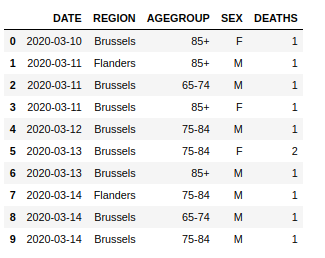 DATE REGION AGEGROUP SEX DEATHS
0 2020-03-10 Brussels 85+ F 1
1 2020-03-11 Flanders 85+ M 1
2 2020-03-11 Brussels 65-74 M 1
3 2020-03-11 Brussels 85+ F 1
4 2020-03-12 Brussels 75-84 M 1
5 2020-03-13 Brussels 75-84 F 2
6 2020-03-13 Brussels 85+ M 1
7 2020-03-14 Flanders 75-84 M 1
8 2020-03-14 Brussels 65-74 M 1
9 2020-03-14 Brussels 75-84 M 1